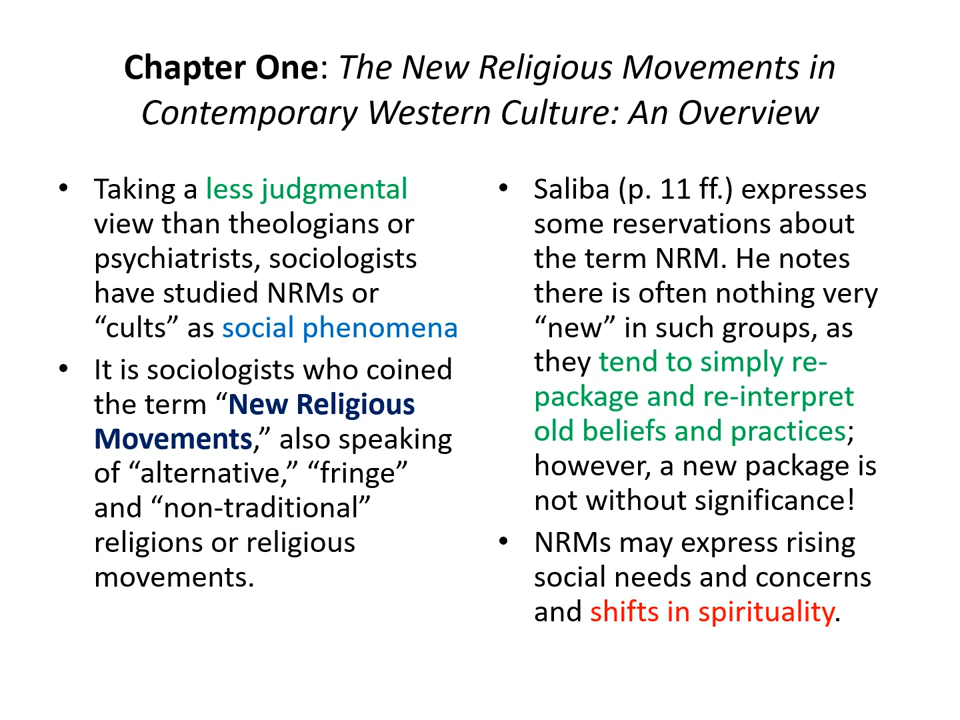 Chapter One: The New Religious Movements in
Contemporary Western Culture: An Overview
• Taking a less judgmental
view than theologians or
psychiatrists, sociologists
have studied NRMs or
“cults” as social phenomena
• It is sociologists who coined
the term “New Religious
Movements,” also speaking
of “alternative,” “fringe”
and “non-traditional”
religions or religious
movements.
• Saliba (p. 11 ff.) expresses
some reservations about
the term NRM. He notes
there is often nothing very
“new” in such groups, as
they tend to simply re-
package and re-interpret
old beliefs and practices;
however, a new package is
not without significance!
• NRMs may express rising
social needs and concerns
and shifts in spirituality.